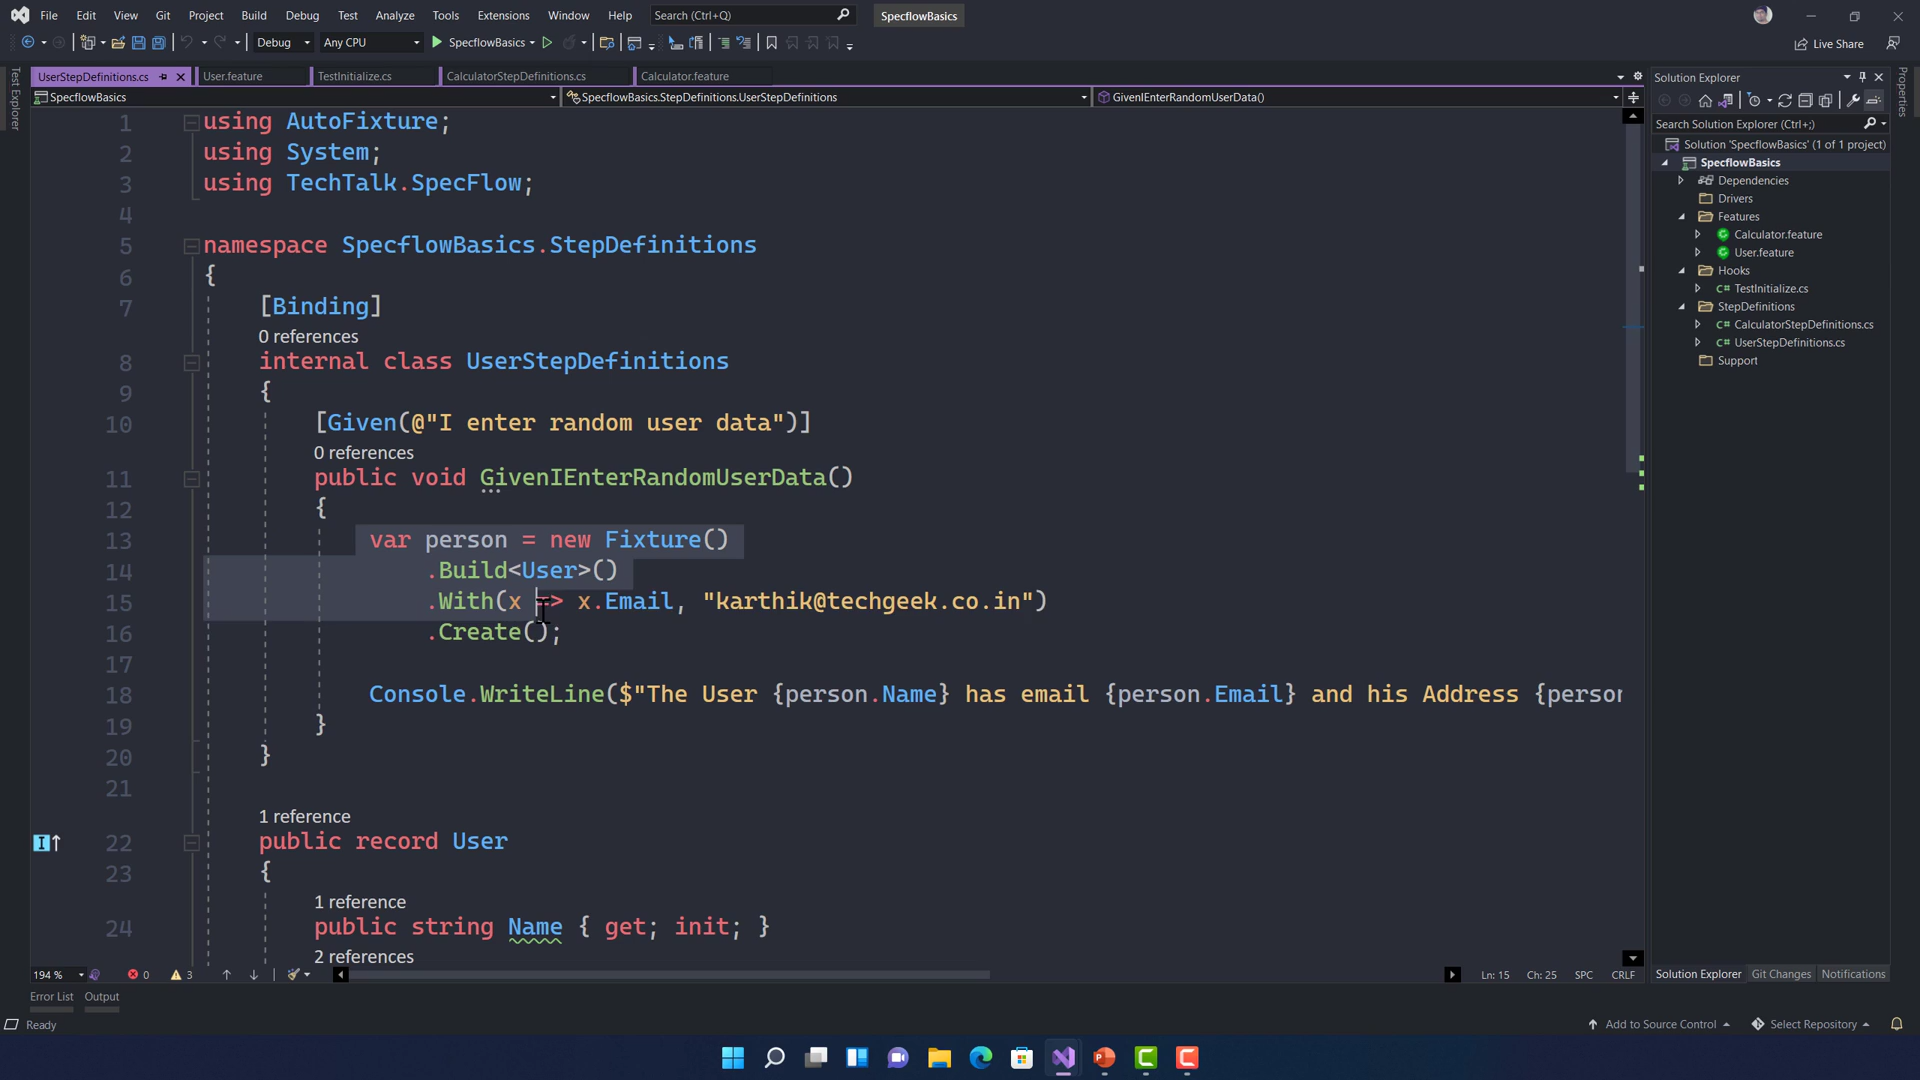 File Edit View Git Project Build Debug Test Analyze Tools Extensions Window Help Search (Ctrl+Q) SpecflowBasics
Debug Any CPU SpecflowBasics Live Share
UserStepDefinitions.cs User.feature TestInitialize.cs CalculatorStepDefinitions.cs Calculator.feature
SpecflowBasics SpecflowBasics.StepDefinitions.UserStepDefinitions GivenIEnterRandomUserData()
Test Explorer
1 using AutoFixture;
2 using System;
3 using TechTalk.SpecFlow;
4
5 namespace SpecflowBasics.StepDefinitions
6 {
7 [Binding]
0 references
8 internal class UserStepDefinitions
9 {
10 [Given(@"I enter random user data")]
0 references
11 public void GivenIEnterRandomUserData()
12 {
13 var person = new Fixture()
14 .Build<User>()
15 .With(x => x.Email, "karthik@techgeek.co.in")
16 .Create();
17
18 Console.WriteLine($"The User {person.Name} has email {person.Email} and his Address {person
19 }
20 }
21
1 reference
22 public record User
23 {
1 reference
24 public string Name { get; init; }
2 references
194 % 0 3 Ln: 15 Ch: 25 SPC CRLF
Error List Output
Ready Add to Source Control Select Repository
Solution Explorer
Search Solution Explorer (Ctrl+;)
Solution 'SpecflowBasics' (1 of 1 project)
SpecflowBasics
Dependencies
Drivers
Features
Calculator.feature
User.feature
Hooks
C# TestInitialize.cs
StepDefinitions
C# CalculatorStepDefinitions.cs
C# UserStepDefinitions.cs
Support
Solution Explorer Git Changes Notifications
Properties